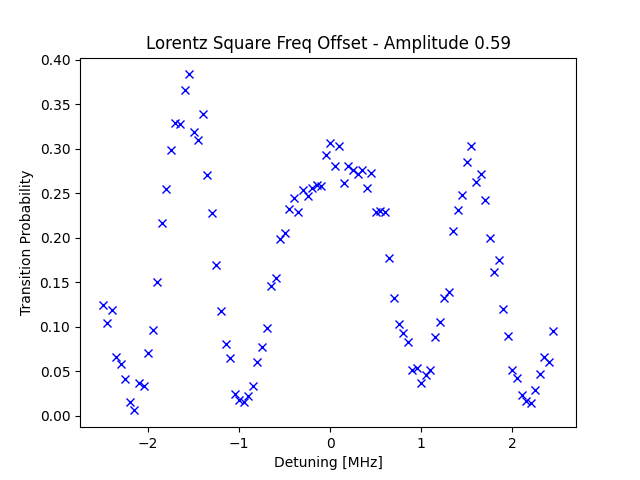 Lorentz Square Freq Offset - Amplitude 0.59
Transition Probability
0.40
0.35
0.30
0.25
0.20
0.15
0.10
0.05
0.00
−2 −1 0 1 2
Detuning [MHz]